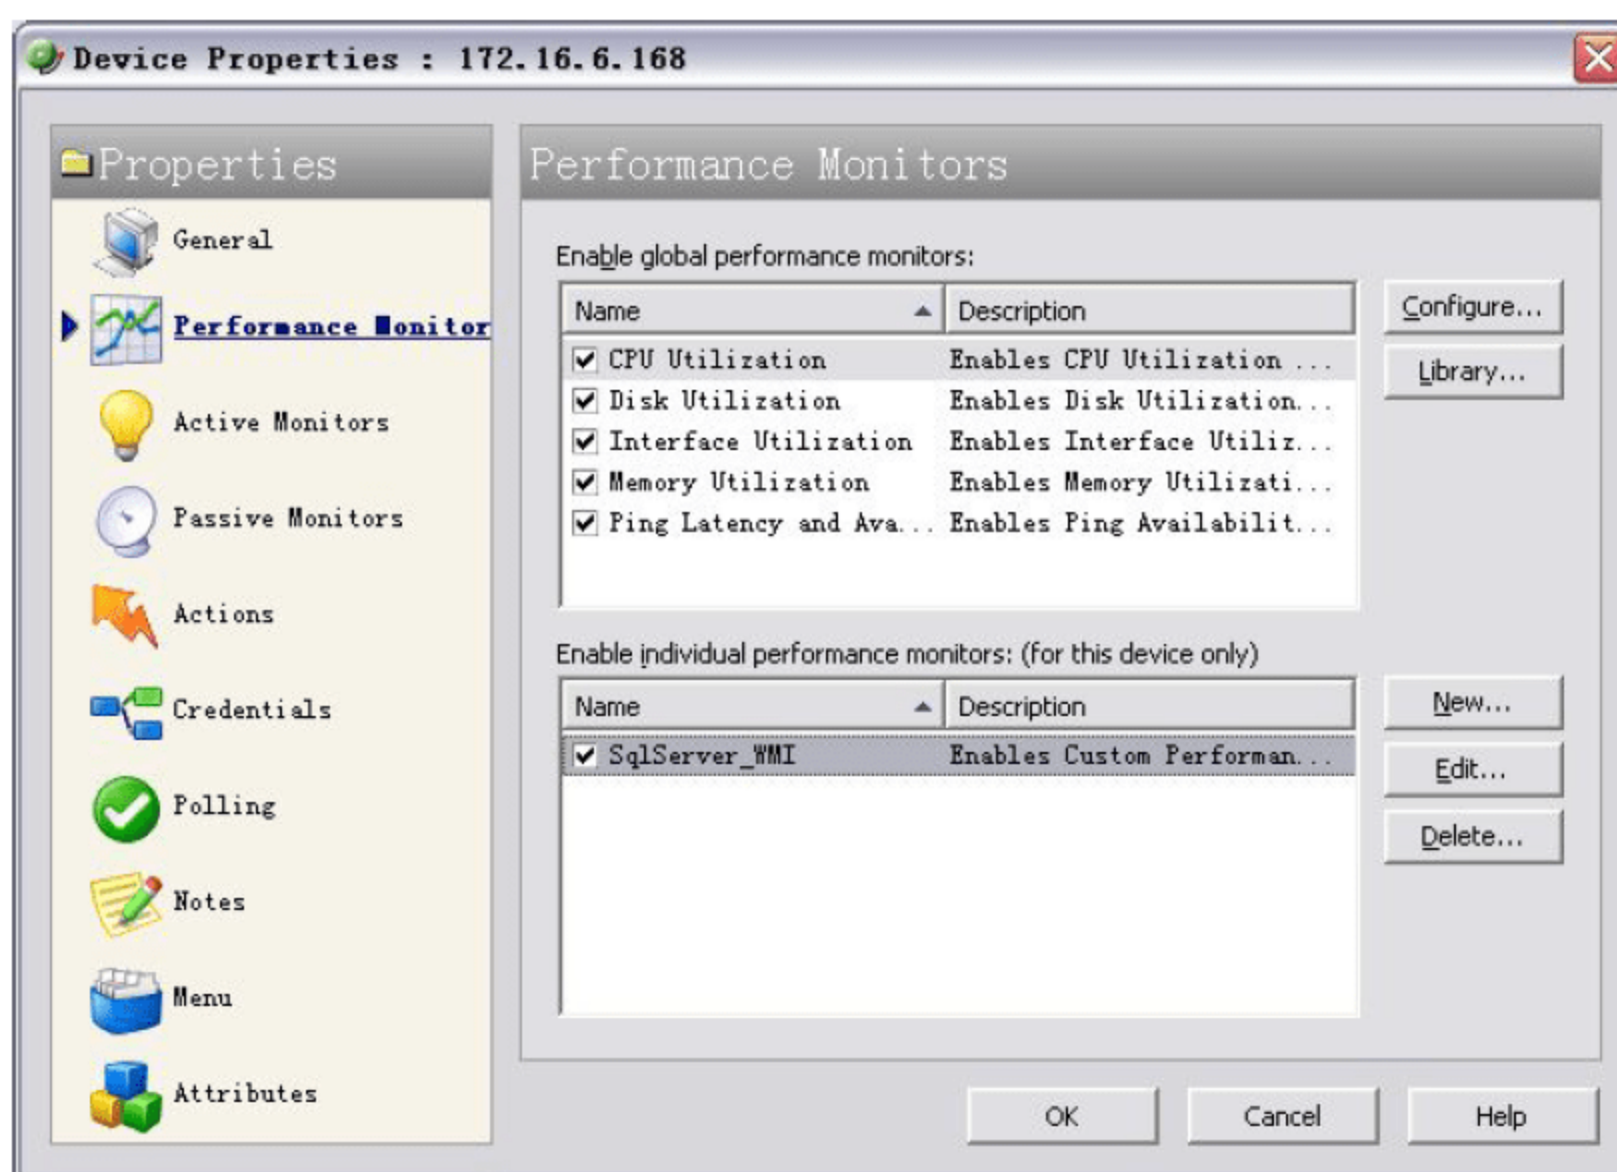 Device Properties : 172.16.6.168
Properties
General
Performance Monitor
Active Monitors
Passive Monitors
Actions
Credentials
Polling
Notes
Menu
Attributes
Performance Monitors
Enable global performance monitors:
Name Description
CPU Utilization Enables CPU Utilization ...
Disk Utilization Enables Disk Utilization...
Interface Utilization Enables Interface Utiliz...
Memory Utilization Enables Memory Utilizati...
Ping Latency and Ava... Enables Ping Availabilit...
Configure...
Library...
Enable individual performance monitors: (for this device only)
Name Description
SqlServer_WMI Enables Custom Performan...
New...
Edit...
Delete...
OK Cancel Help